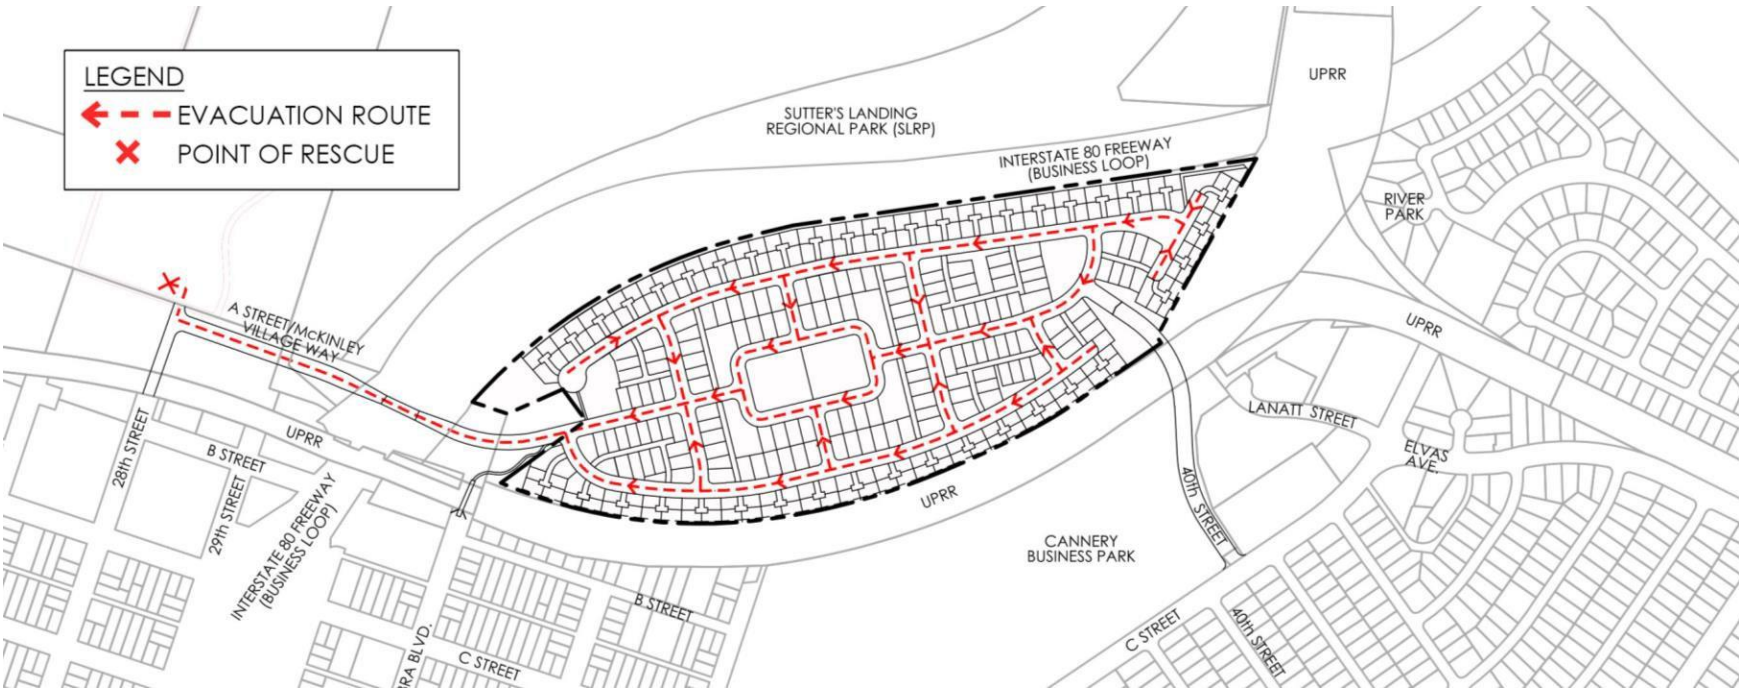 LEGEND
EVACUATION ROUTE
POINT OF RESCUE
SUTTER'S LANDING
REGIONAL PARK (SLRP)
UPRR
INTERSTATE 80 FREEWAY
(BUSINESS LOOP)
RIVER
PARK
A STREET/McKINLEY
VILLAGE WAY
UPRR
LANATT STREET
ELVAS
AVE.
28th STREET
UPRR
B STREET
29th STREET
INTERSTATE 80 FREEWAY
(BUSINESS LOOP)
UPRR
40th STREET
CANNERY
BUSINESS PARK
B STREET
C STREET
RA BLVD.
C STREET
40th STREET